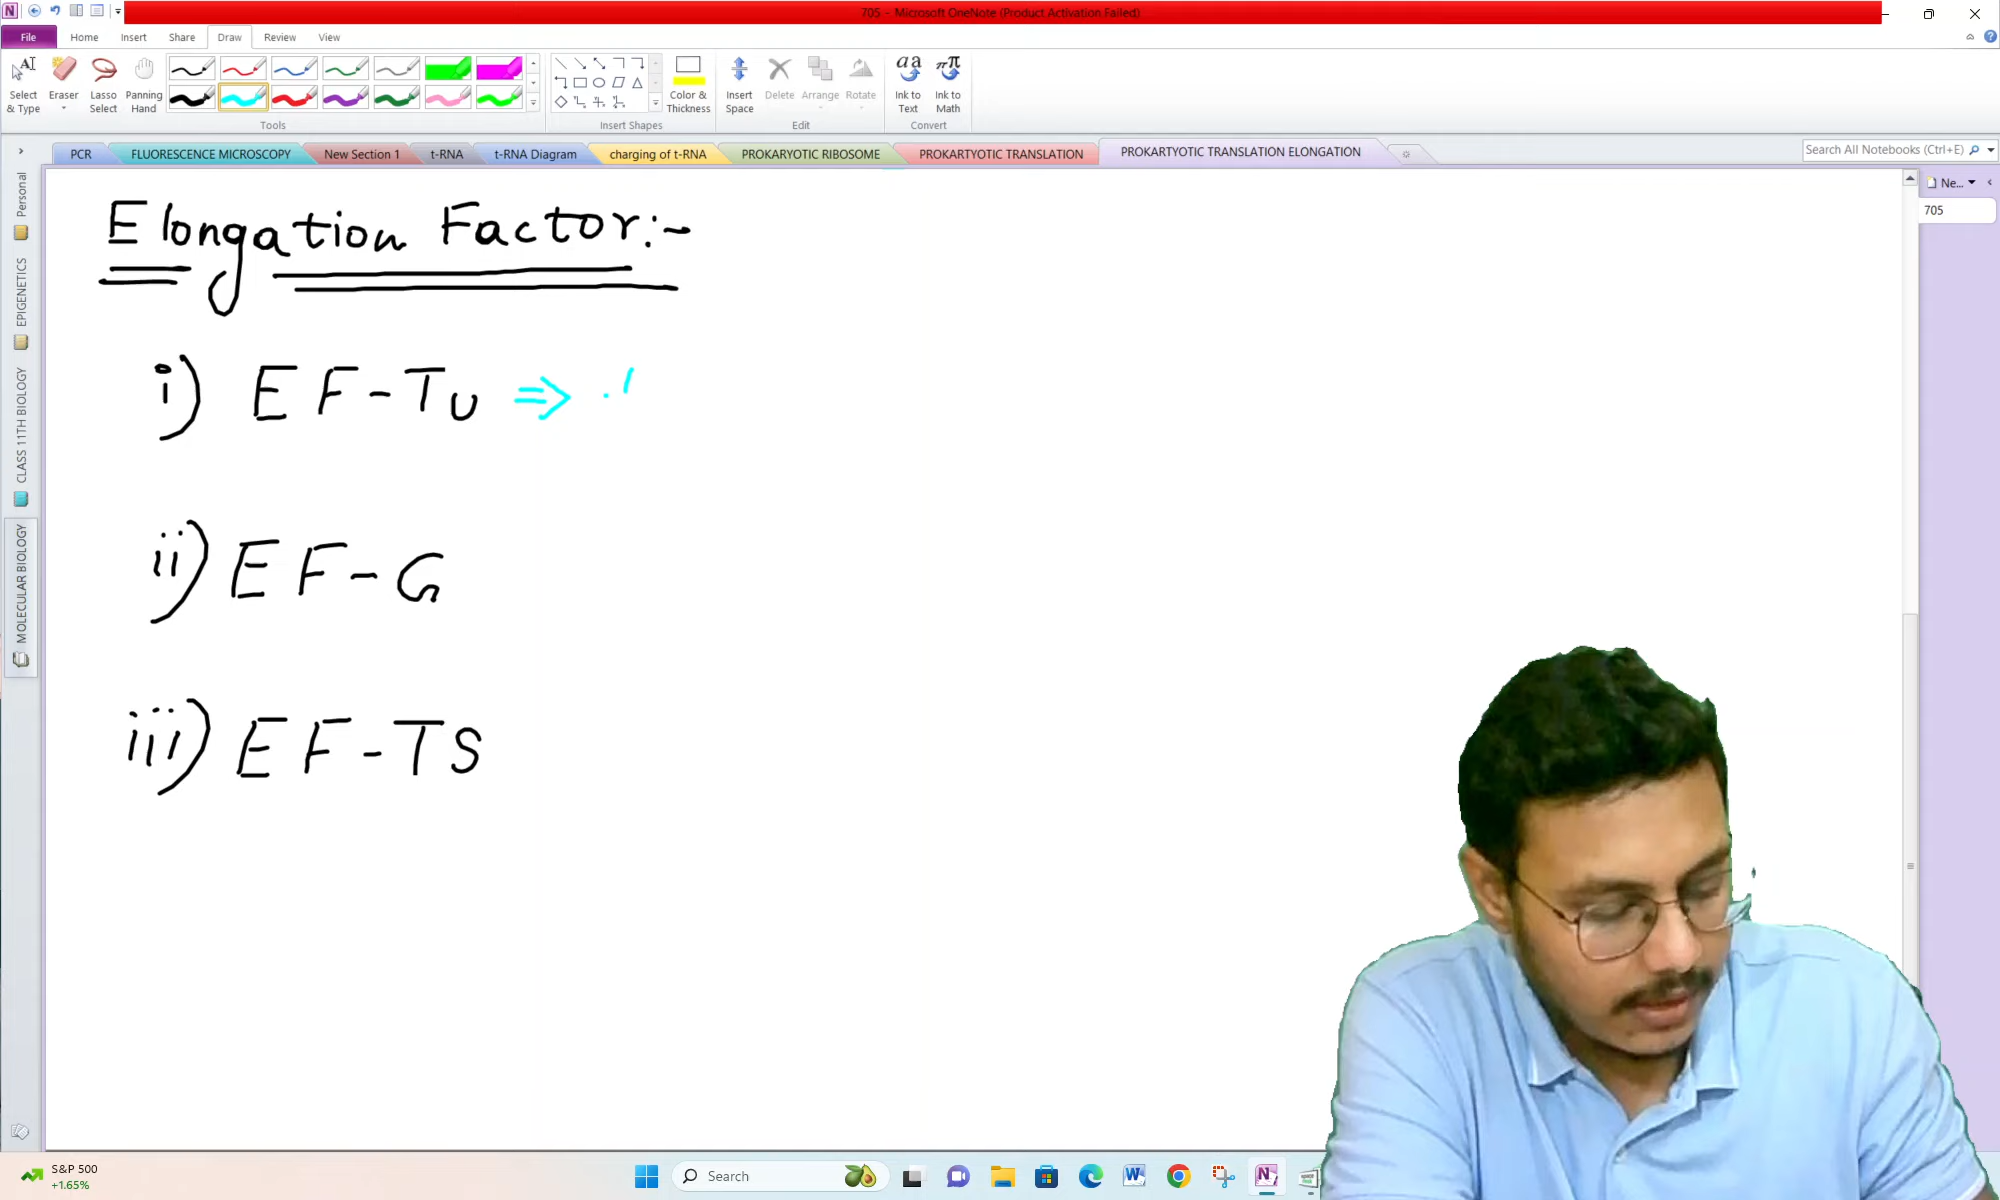 705 - Microsoft OneNote (Product Activation Failed)
File Home Insert Share Draw Review View
Select & Type
Eraser
Lasso Select
Panning Hand
Color & Thickness
Insert Space
Delete
Arrange
Rotate
Ink to Text
Ink to Math
Tools
Insert Shapes
Edit
Convert
PCR FLUORESCENCE MICROSCOPY New Section 1 t-RNA t-RNA Diagram charging of t-RNA PROKARYOTIC RIBOSOME PROKARTYOTIC TRANSLATION PROKARTYOTIC TRANSLATION ELONGATION
Search All Notebooks (Ctrl+E)
Ne...
705
Personal
EPIGENETICS
CLASS 11TH BIOLOGY
MOLECULAR BIOLOGY
Elongation Factor:-
i) EF-TU ⇒
ii) EF-G
iii) EF-TS
S&P 500
+1.65%
Search